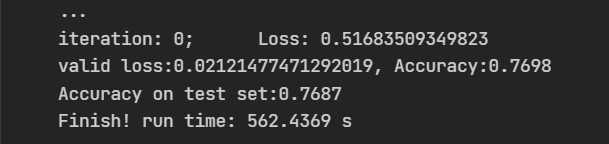 ...
iteration: 0;      Loss: 0.51683509349823
valid loss:0.02121477471292019, Accuracy:0.7698
Accuracy on test set:0.7687
Finish! run time: 562.4369 s